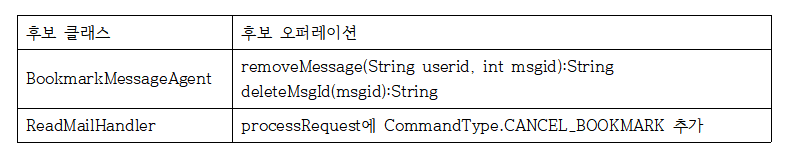 후보 클래스
후보 오퍼레이션
BookmarkMessageAgent
removeMessage(String userid, int msgid):String
deleteMsgId(msgid):String
ReadMailHandler
processRequest에 CommandType.CANCEL_BOOKMARK 추가